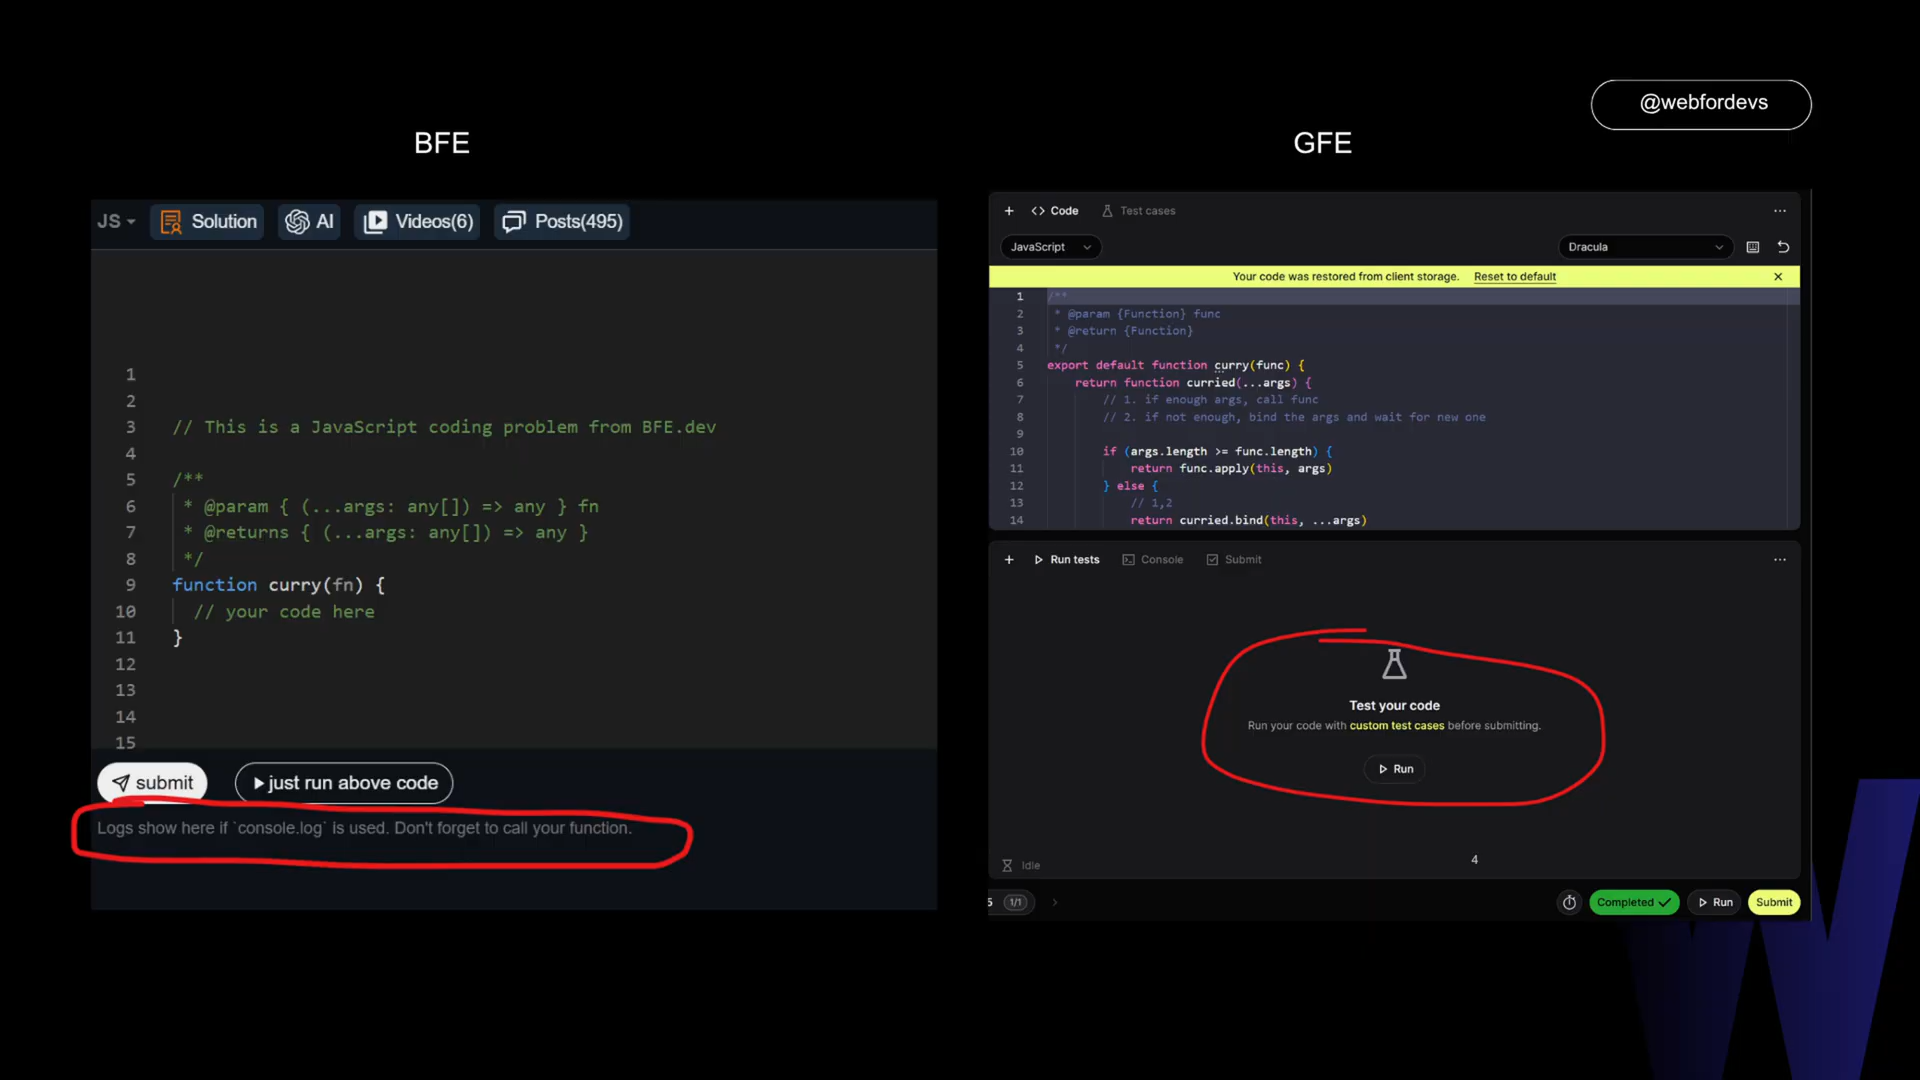 @webfordevs
BFE
GFE
JS
Solution
AI
Videos(6)
Posts(495)
1
2
3 // This is a JavaScript coding problem from BFE.dev
4
5 /**
6 * @param { (...args: any[]) => any } fn
7 * @returns { (...args: any[]) => any }
8 */
9 function curry(fn) {
10 // your code here
11 }
12
13
14
15
submit
just run above code
Logs show here if `console.log` is used. Don't forget to call your function.
+ <> Code Test cases ...
JavaScript
Dracula
Your code was restored from client storage. Reset to default
1 /**
2 * @param {Function} func
3 * @return {Function}
4 */
5 export default function curry(func) {
6 return function curried(...args) {
7 // 1. if enough args, call func
8 // 2. if not enough, bind the args and wait for new one
9
10 if (args.length >= func.length) {
11 return func.apply(this, args)
12 } else {
13 // 1,2
14 return curried.bind(this, ...args)
+ Run tests Console Submit ...
Test your code
Run your code with custom test cases before submitting.
Run
4
Idle
5 1/1
Completed
Run
Submit